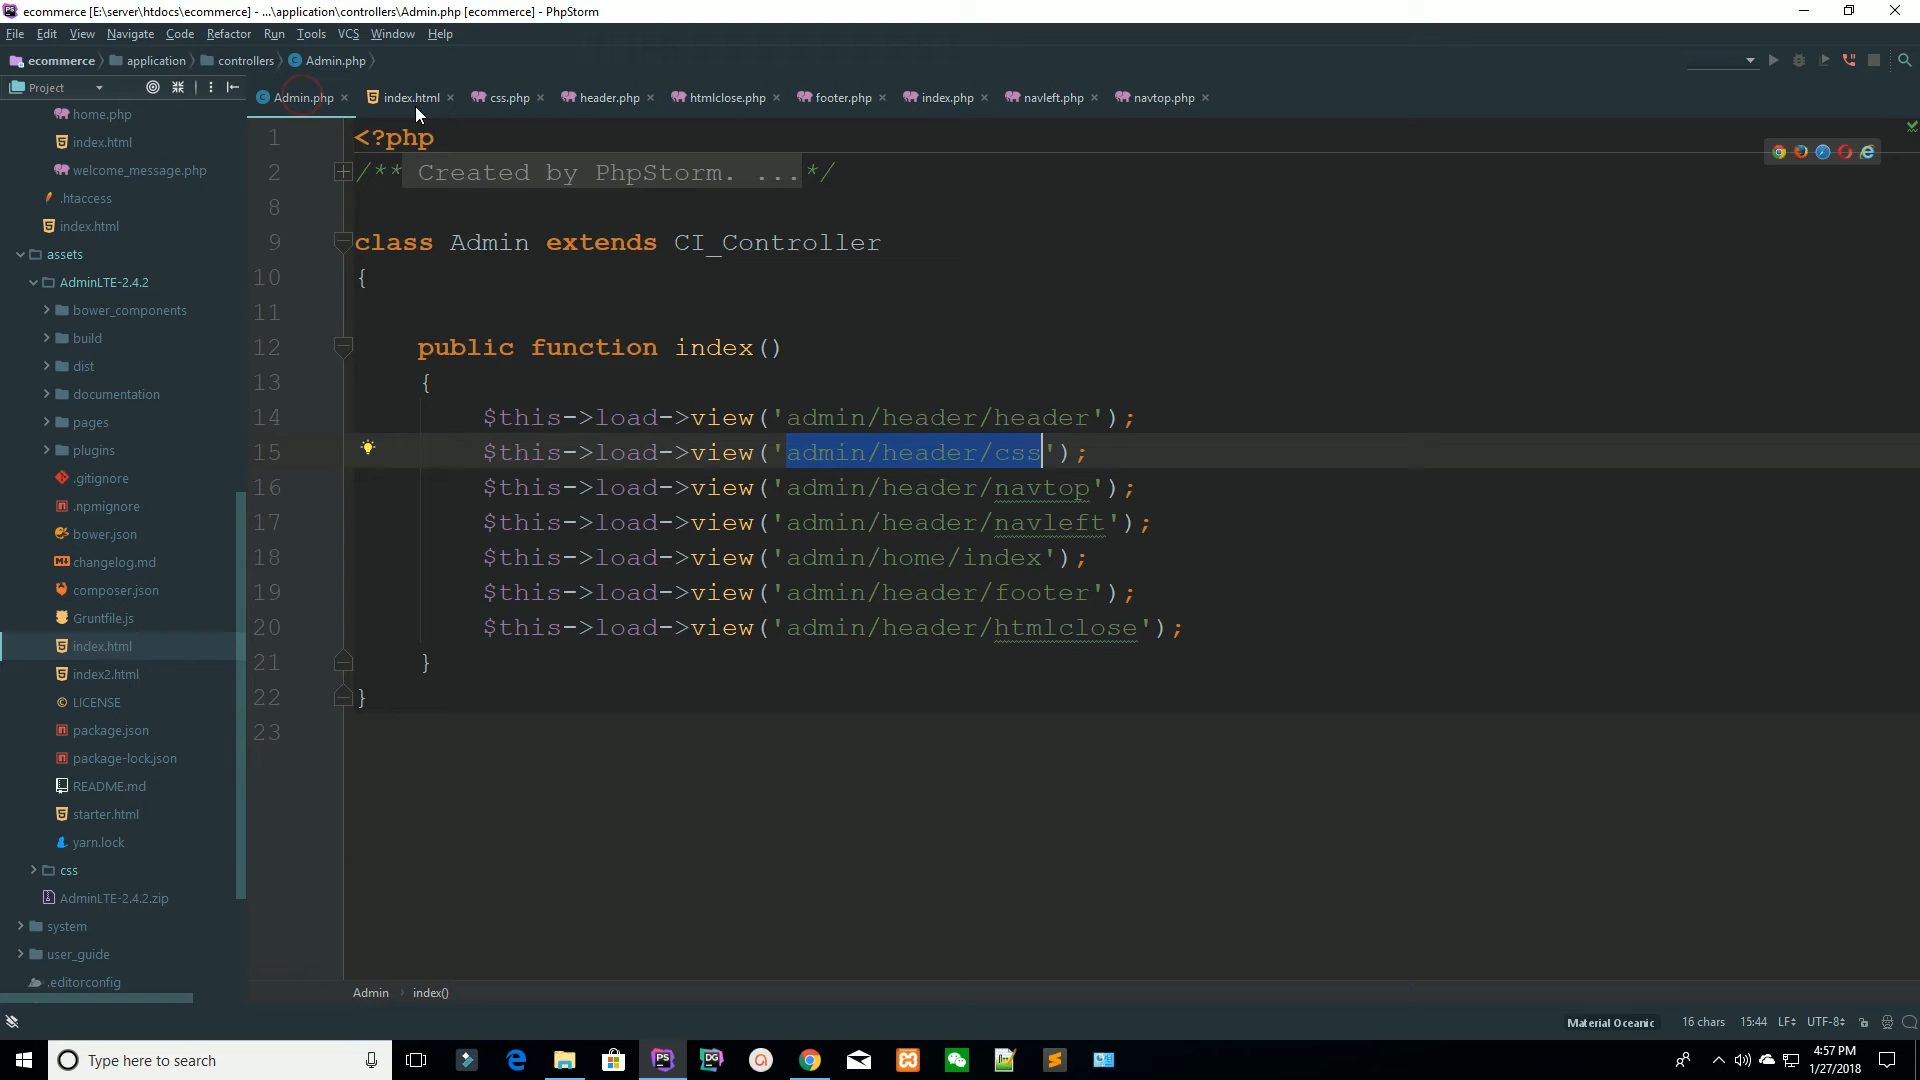 ecommerce [E:\server\htdocs\ecommerce] - ...\application\controllers\Admin.php [ecommerce] - PhpStorm
File Edit View Navigate Code Refactor Run Tools VCS Window Help
ecommerce application controllers Admin.php
Project
Admin.php index.html css.php header.php htmlclose.php footer.php index.php navleft.php navtop.php
home.php
index.html
welcome_message.php
.htaccess
index.html
assets
AdminLTE-2.4.2
bower_components
build
dist
documentation
pages
plugins
.gitignore
.npmignore
bower.json
changelog.md
composer.json
Gruntfile.js
index.html
index2.html
LICENSE
package.json
package-lock.json
README.md
starter.html
yarn.lock
css
AdminLTE-2.4.2.zip
system
user_guide
.editorconfig
1 <?php
2 /** Created by PhpStorm. ...*/
8
9 class Admin extends CI_Controller
10 {
11
12 public function index()
13 {
14 $this->load->view('admin/header/header');
15 $this->load->view('admin/header/css');
16 $this->load->view('admin/header/navtop');
17 $this->load->view('admin/header/navleft');
18 $this->load->view('admin/home/index');
19 $this->load->view('admin/header/footer');
20 $this->load->view('admin/header/htmlclose');
21 }
22 }
23
Admin index()
Material Oceanic 16 chars 15:44 LF UTF-8
Type here to search
4:57 PM
1/27/2018